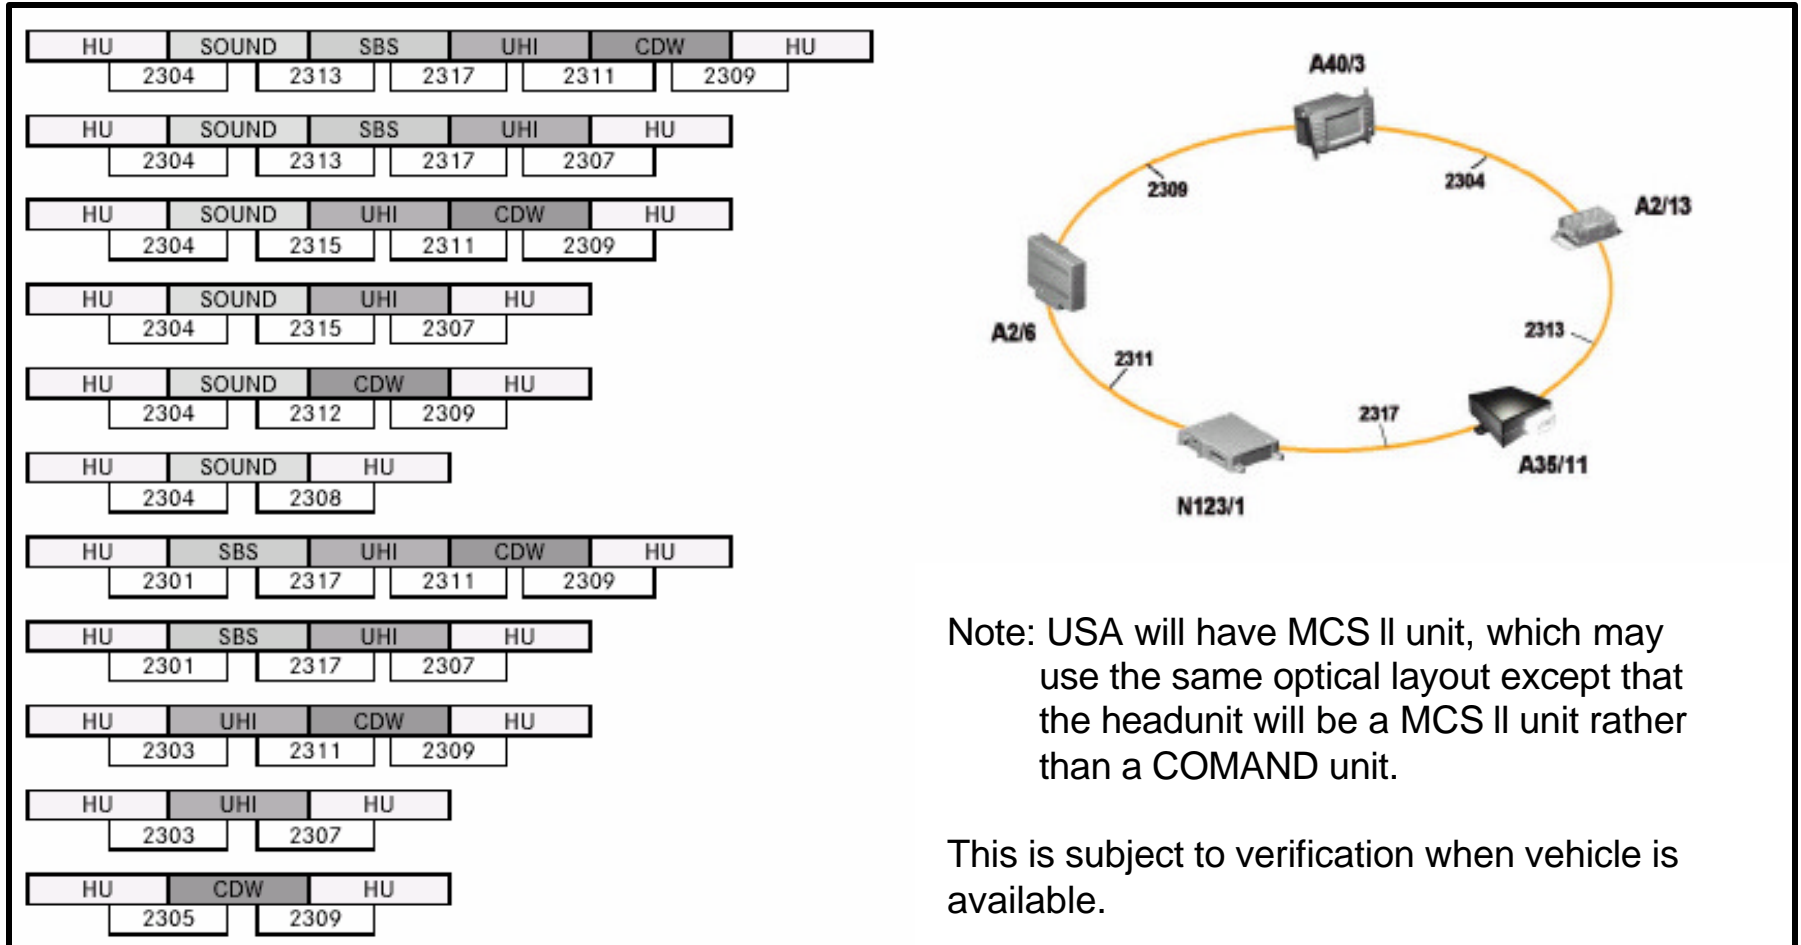 HU SOUND SBS UHI CDW HU
2304 2313 2317 2311 2309
HU SOUND SBS UHI HU
2304 2313 2317 2307
HU SOUND UHI CDW HU
2304 2315 2311 2309
HU SOUND UHI HU
2304 2315 2307
HU SOUND CDW HU
2304 2312 2309
HU SOUND HU
2304 2308
HU SBS UHI CDW HU
2301 2317 2311 2309
HU SBS UHI HU
2301 2317 2307
HU UHI CDW HU
2303 2311 2309
HU UHI HU
2303 2307
HU CDW HU
2305 2309
A40/3
2309
2304
A2/13
A2/6
2313
2311
2317
A35/11
N123/1
Note: USA will have MCS ll unit, which may
use the same optical layout except that
the headunit will be a MCS ll unit rather
than a COMAND unit.
This is subject to verification when vehicle is
available.